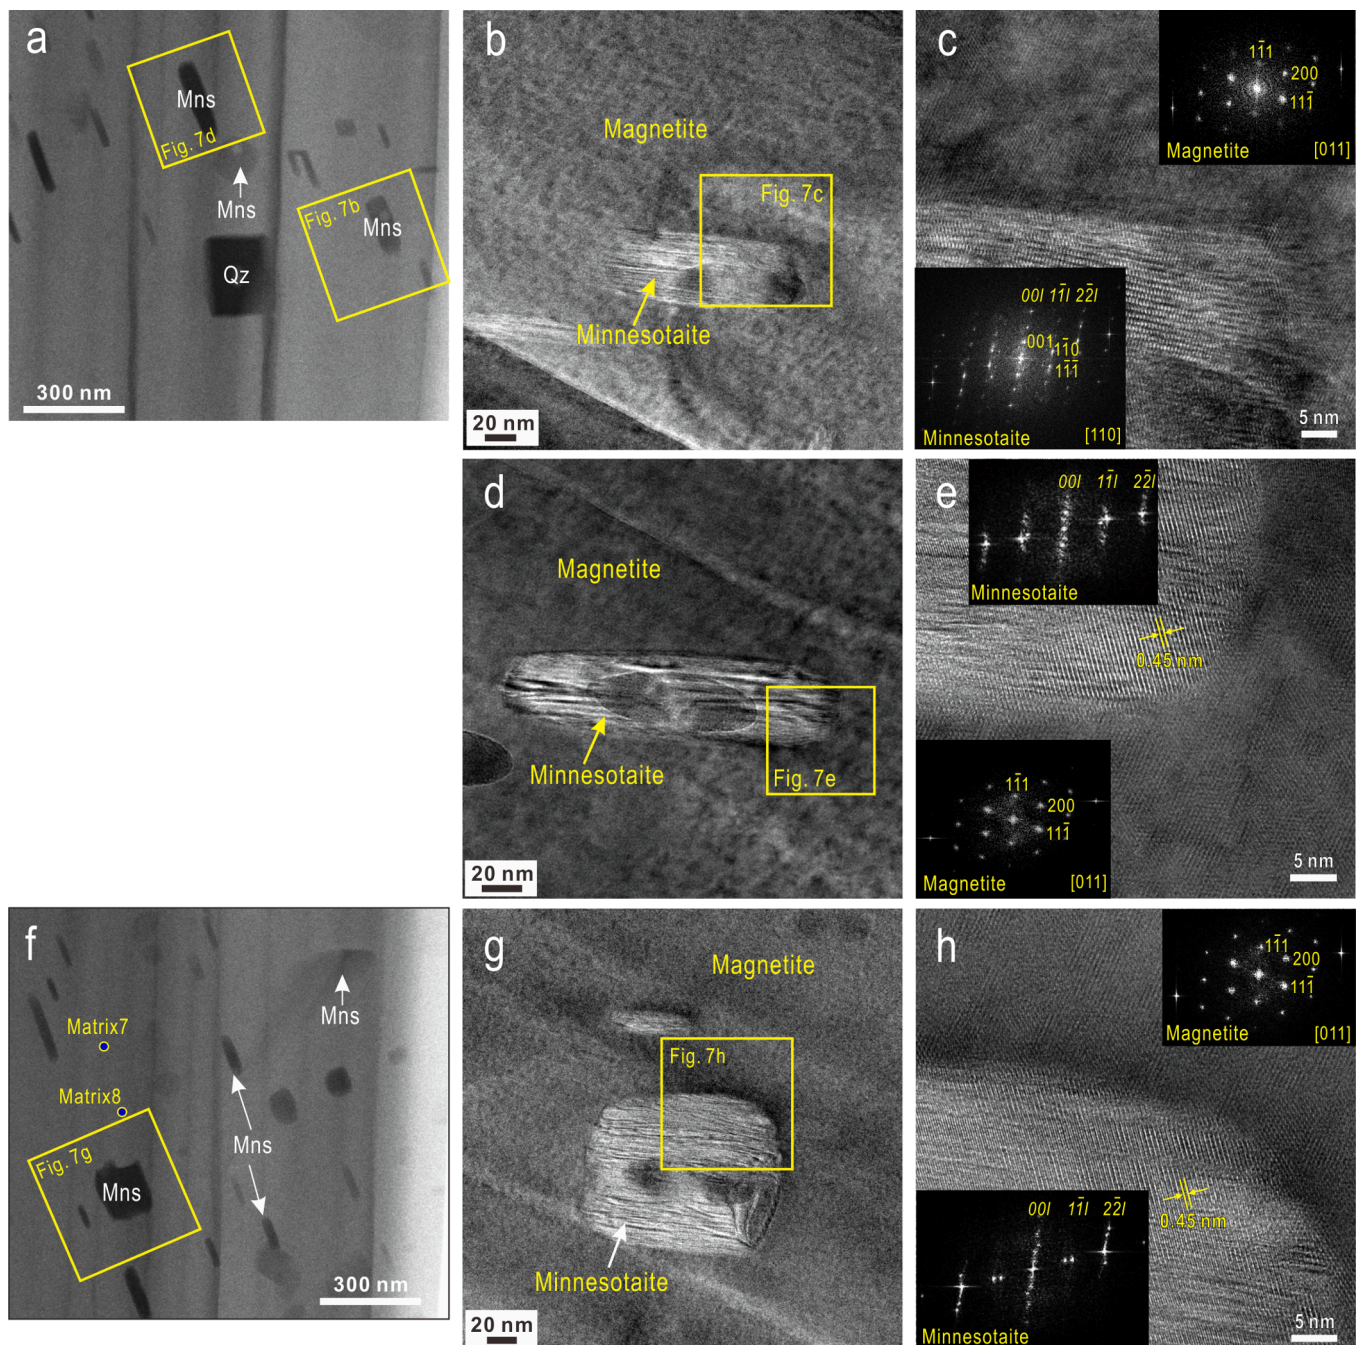 a
Mns
Fig. 7d
Mns
Fig. 7b
Mns
Qz
300 nm
b
Magnetite
Fig. 7c
Minnesotaite
20 nm
c
11̅1
200
111̅
Magnetite [011]
00l 11̅l 22̅l
001
11̅0
11̅1̅
Minnesotaite [110]
5 nm
d
Magnetite
Minnesotaite
Fig. 7e
20 nm
e
00l 11̅l 22̅l
Minnesotaite
0.45 nm
11̅1
200
111̅
Magnetite [011]
5 nm
f
Mns
Matrix7
Matrix8
Mns
Fig. 7g
Mns
300 nm
g
Magnetite
Fig. 7h
Minnesotaite
20 nm
h
11̅1
200
111̅
Magnetite [011]
0.45 nm
00l 11̅l 22̅l
Minnesotaite
5 nm